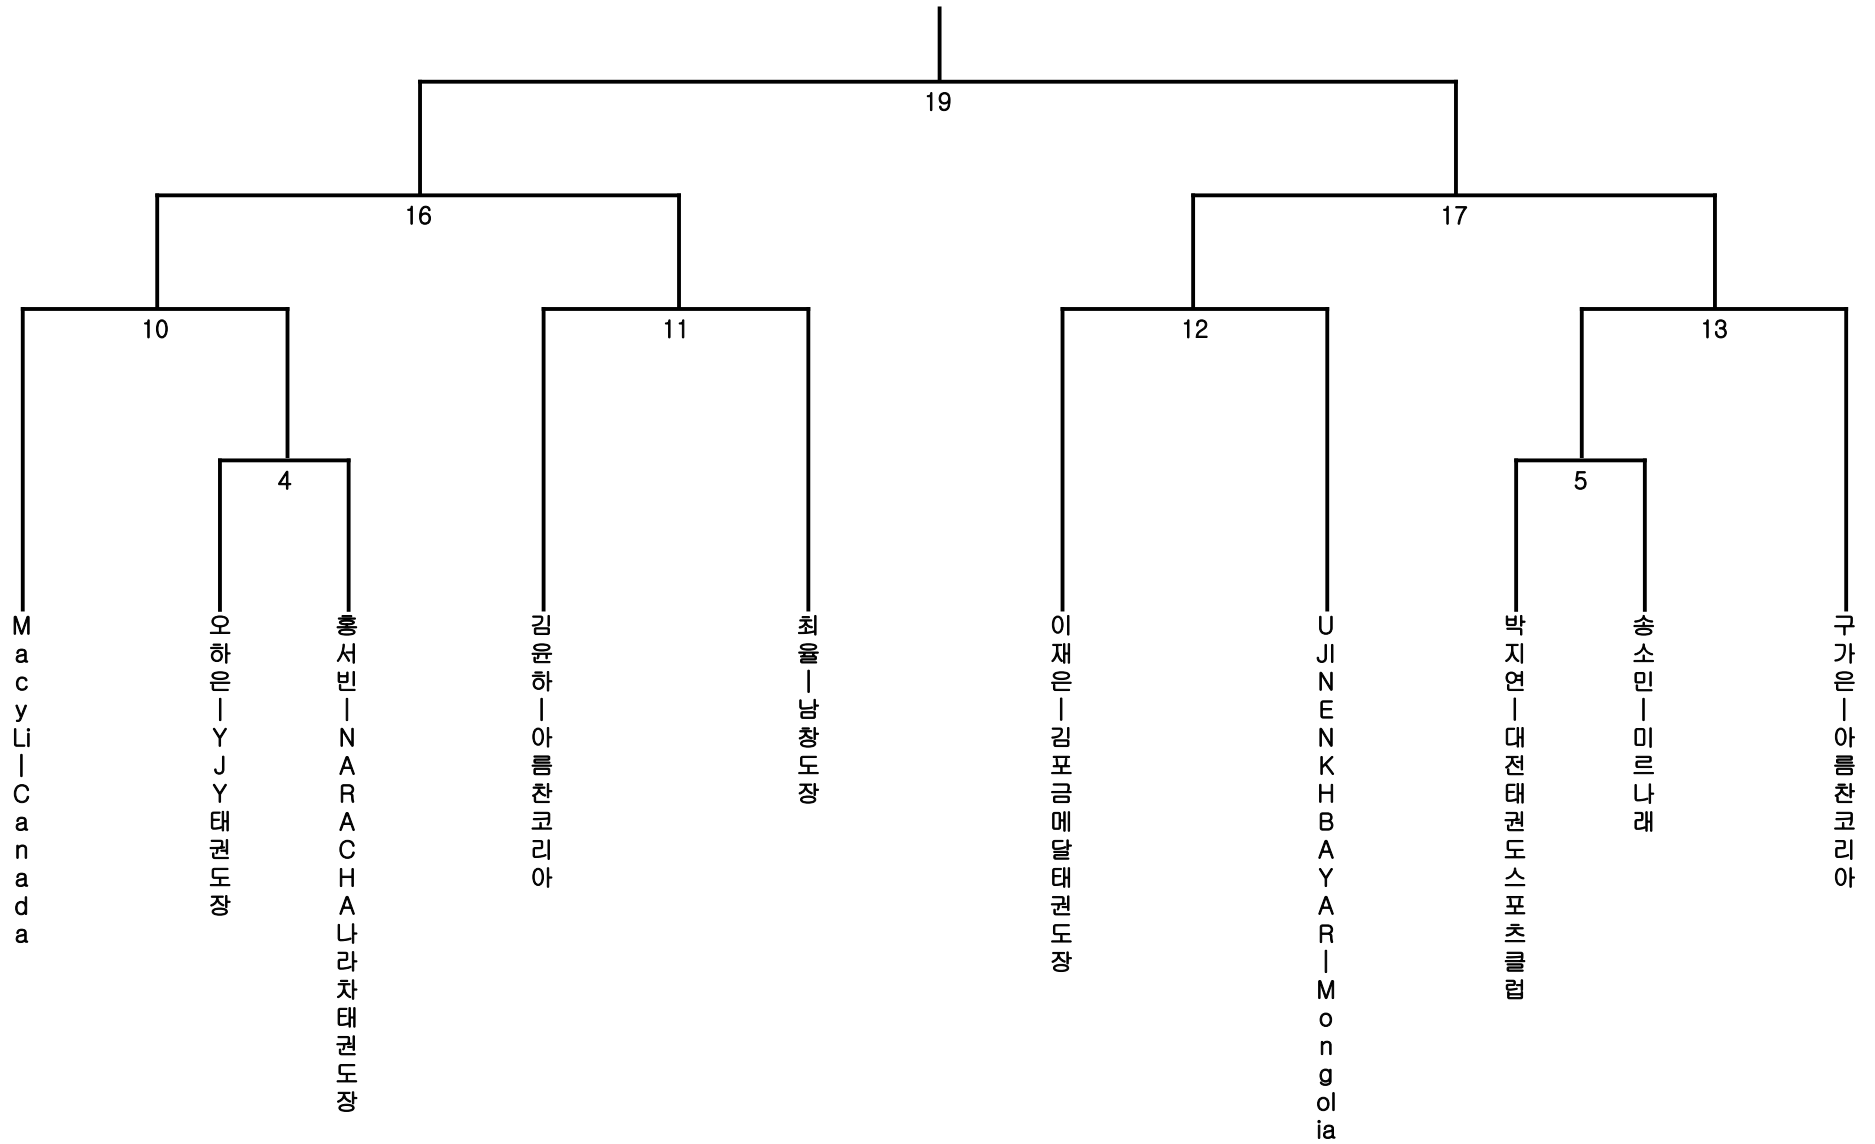 19
16
17
10
11
12
13
4
5
MacyLi-Canada
오하은-YJY태권도장
홍서빈-NARACHA나라차태권도장
김윤하-아름찬코리아
최율-남창도장
이재은-김포금메달태권도장
UJINENKHBAYAR-Mongolia
박지연-대전태권도스포츠클럽
송소민-미르나래
구가은-아름찬코리아